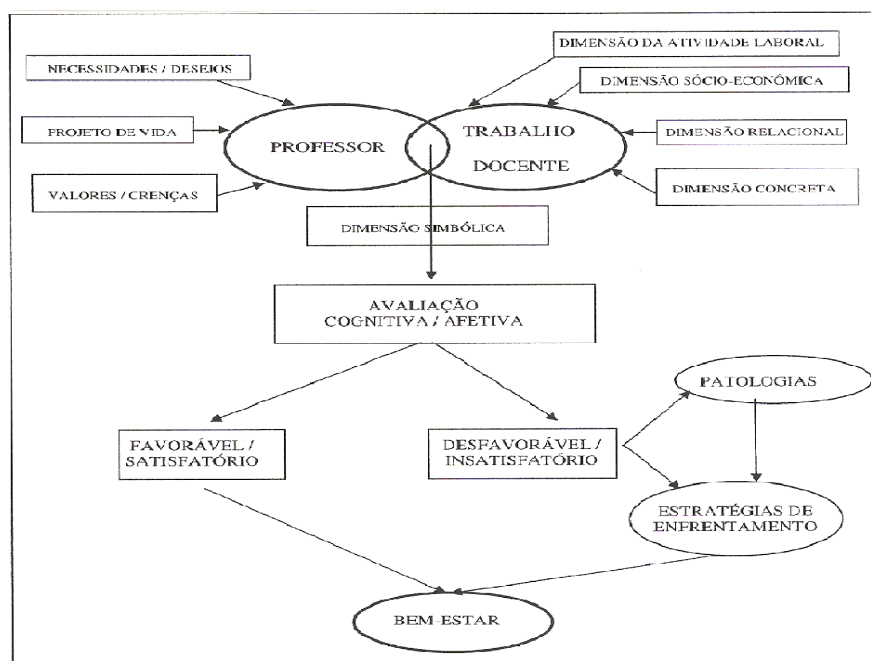 DIMENSÃO DA ATIVIDADE LABORAL
NECESSIDADES / DESEJOS
DIMENSÃO SÓCIO-ECONÔMICA
PROJETO DE VIDA
PROFESSOR
TRABALHO
DOCENTE
DIMENSÃO RELACIONAL
VALORES / CRENÇAS
DIMENSÃO CONCRETA
DIMENSÃO SIMBÓLICA
AVALIAÇÃO
COGNITIVA / AFETIVA
PATOLOGIAS
FAVORÁVEL /
SATISFATÓRIO
DESFAVORÁVEL /
INSATISFATÓRIO
ESTRATÉGIAS DE
ENFRENTAMENTO
BEM-ESTAR